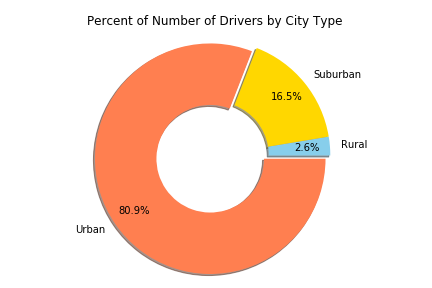 Percent of Number of Drivers by City Type
Suburban
16.5%
Rural
2.6%
80.9%
Urban